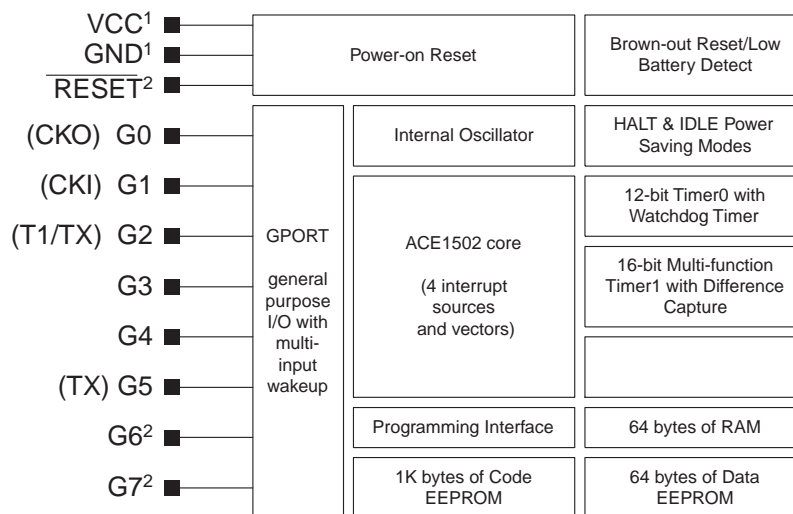 VCC¹
GND¹
RESET²
(CKO) G0
(CKI) G1
(T1/TX) G2
G3
G4
(TX) G5
G6²
G7²
Power-on Reset
Brown-out Reset/Low
Battery Detect
GPORT
general
purpose
I/O with
multi-
input
wakeup
Internal Oscillator
HALT & IDLE Power
Saving Modes
ACE1502 core
(4 interrupt
sources
and vectors)
12-bit Timer0 with
Watchdog Timer
16-bit Multi-function
Timer1 with Difference
Capture
Programming Interface
64 bytes of RAM
1K bytes of Code
EEPROM
64 bytes of Data
EEPROM